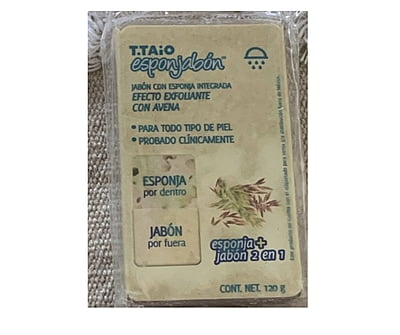 T.TAiO
esponjabón™
JABÓN CON ESPONJA INTEGRADA
EFECTO EXFOLIANTE
CON AVENA
• PARA TODO TIPO DE PIEL
• PROBADO CLÍNICAMENTE
ESPONJA
por dentro
JABÓN
por fuera
esponja +
jabón 2 en 1
CONT. NET. 120 g